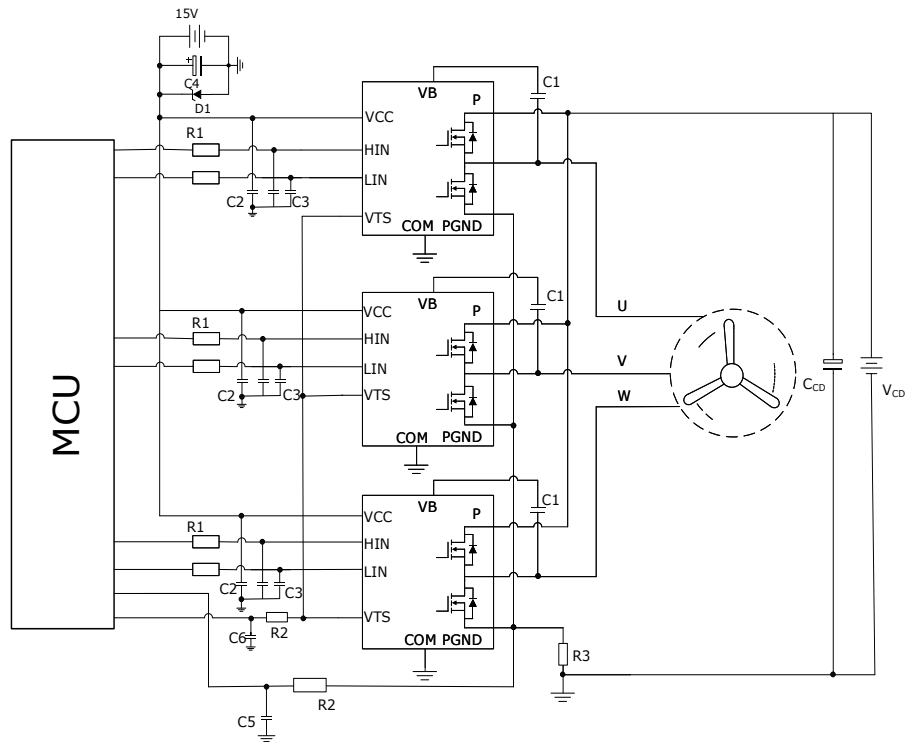 15V
+
C4
D1
VB
P
C1
VCC
R1
HIN
LIN
C2
C3
VTS
COM PGND
VB
P
C1
VCC
R1
HIN
LIN
C2
C3
VTS
COM PGND
U
V
W
C_CD
V_CD
MCU
VB
P
C1
VCC
R1
HIN
LIN
C2
C3
VTS
C6
R2
COM PGND
R3
R2
C5